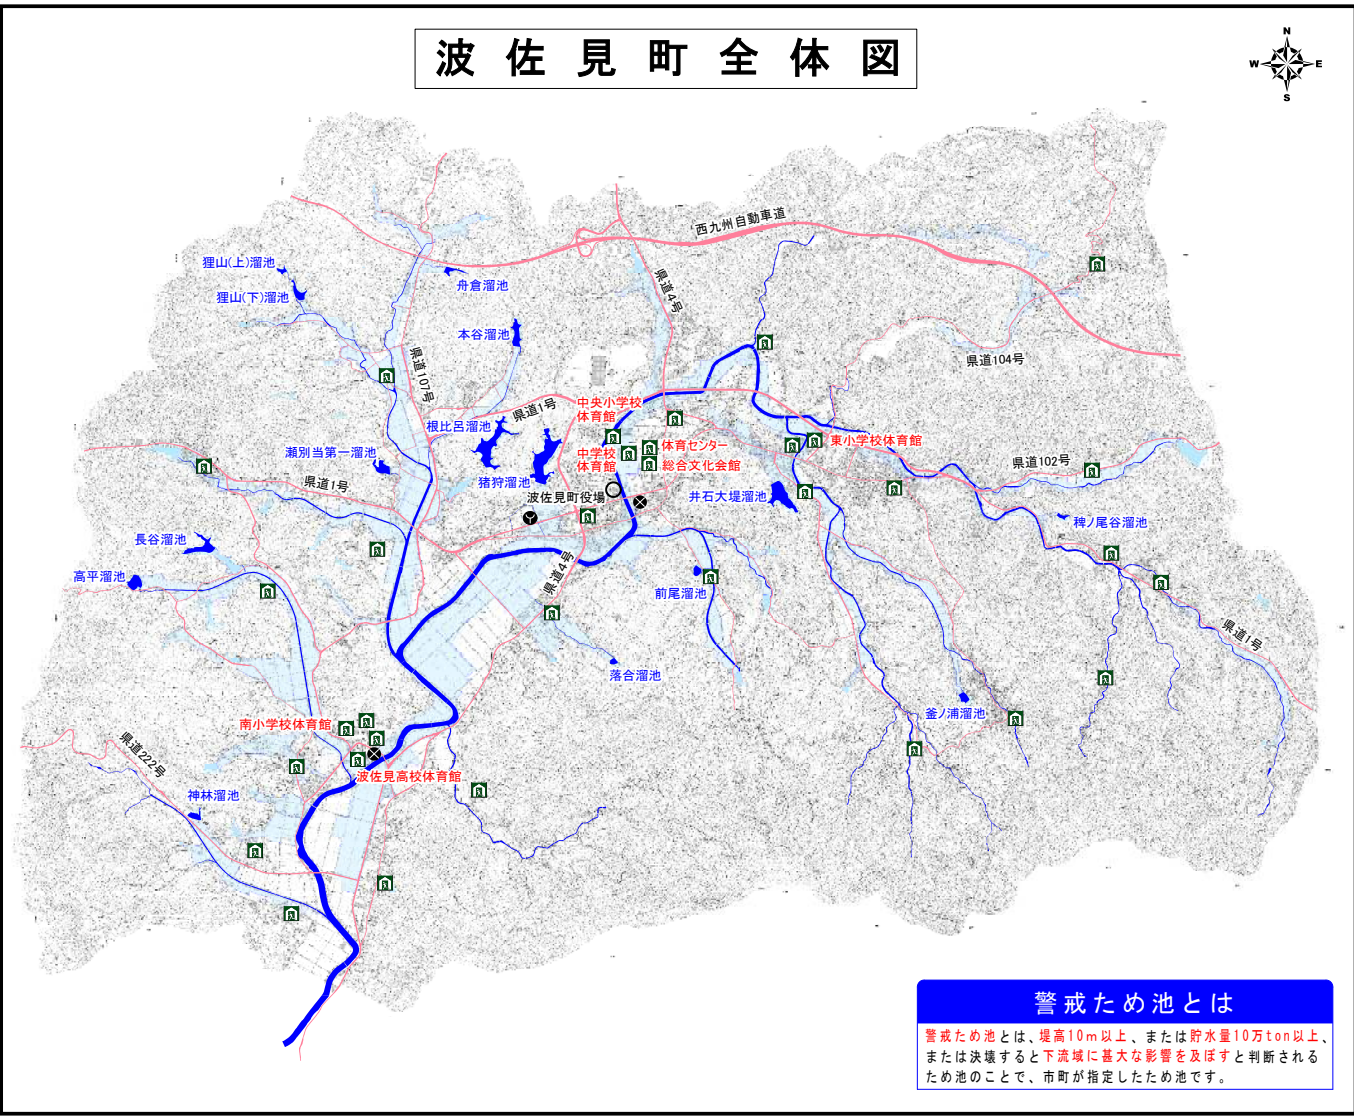 波佐見町全体図
N
W E
S
西九州自動車道
狸山(上)溜池
狸山(下)溜池
舟倉溜池
県道4号
本谷溜池
県道107号
県道104号
県道1号
中央小学校
体育館
根比呂溜池
東小学校体育館
体育センター
中学校
体育館
総合文化会館
瀬別当第一溜池
県道1号
猪狩溜池
波佐見町役場
井石大堤溜池
県道102号
稗ノ尾谷溜池
長谷溜池
高平溜池
県道4号
前尾溜池
県道1号
落合溜池
釜ノ浦溜池
南小学校体育館
県道222号
波佐見高校体育館
神林溜池
警戒ため池とは
警戒ため池とは、堤高10m以上、または貯水量10万ton以上、
または決壊すると下流域に甚大な影響を及ぼすと判断される
ため池のことで、市町が指定したため池です。